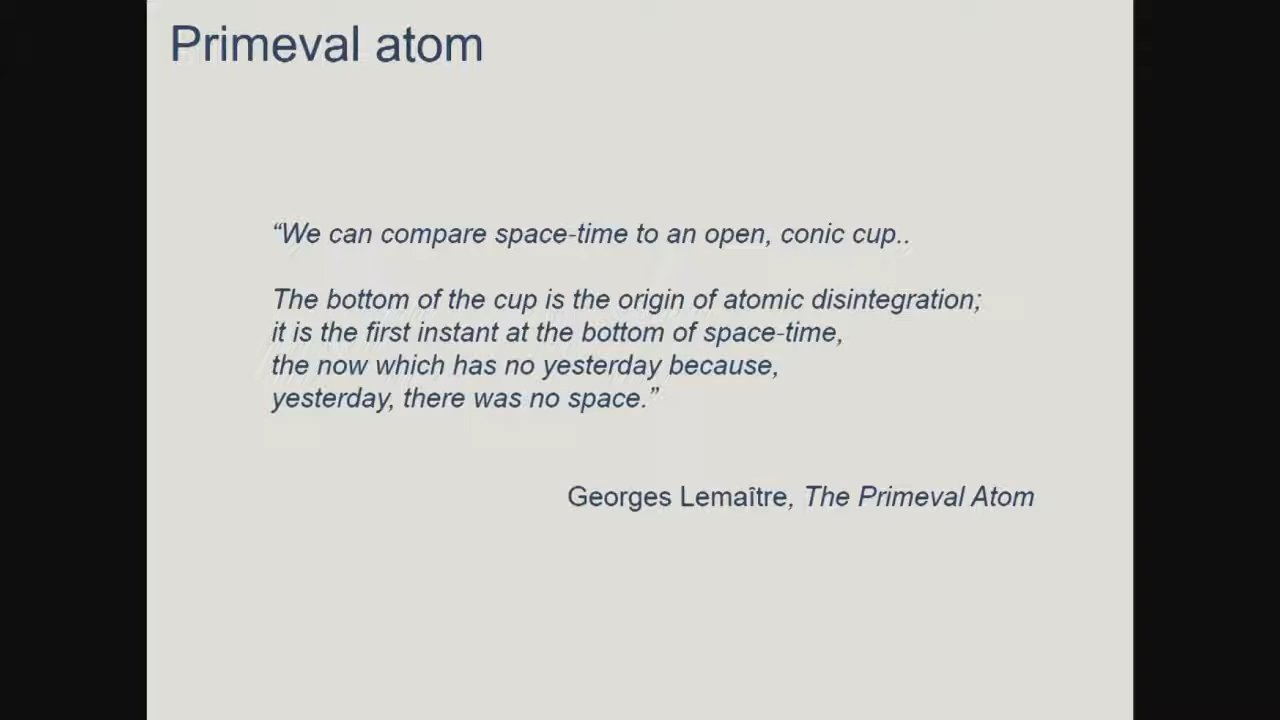 Primeval atom
“We can compare space-time to an open, conic cup..
The bottom of the cup is the origin of atomic disintegration;
it is the first instant at the bottom of space-time,
the now which has no yesterday because,
yesterday, there was no space.”
Georges Lemaître, The Primeval Atom